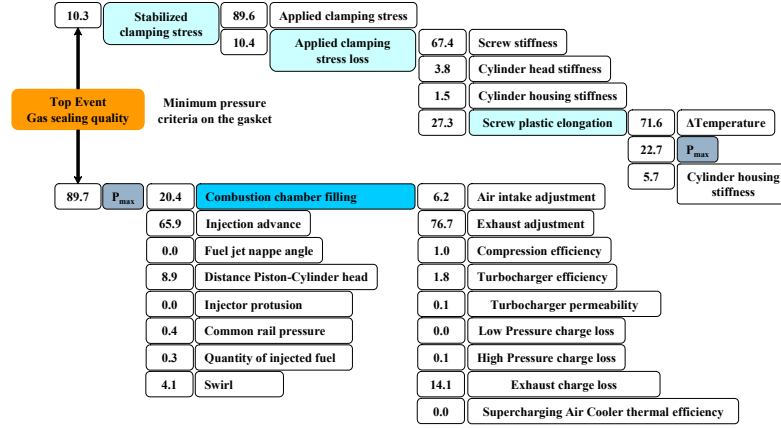 10.3
Stabilized
clamping stress
89.6
Applied clamping stress
10.4
Applied clamping
stress loss
67.4
Screw stiffness
3.8
Cylinder head stiffness
1.5
Cylinder housing stiffness
27.3
Screw plastic elongation
71.6
ΔTemperature
22.7
Pmax
5.7
Cylinder housing
stiffness
Top Event
Gas sealing quality
Minimum pressure
criteria on the gasket
89.7
Pmax
20.4
Combustion chamber filling
6.2
Air intake adjustment
65.9
Injection advance
76.7
Exhaust adjustment
0.0
Fuel jet nappe angle
1.0
Compression efficiency
8.9
Distance Piston-Cylinder head
1.8
Turbocharger efficiency
0.0
Injector protusion
0.1
Turbocharger permeability
0.4
Common rail pressure
0.0
Low Pressure charge loss
0.3
Quantity of injected fuel
0.1
High Pressure charge loss
4.1
Swirl
14.1
Exhaust charge loss
0.0
Supercharging Air Cooler thermal efficiency